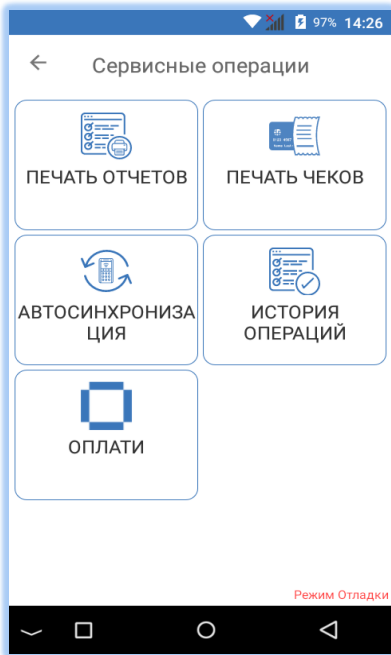 97% 14:26
Сервисные операции
ПЕЧАТЬ ОТЧЕТОВ
ПЕЧАТЬ ЧЕКОВ
АВТОСИНХРОНИЗА
ЦИЯ
ИСТОРИЯ
ОПЕРАЦИЙ
ОПЛАТИ
Режим Отладки